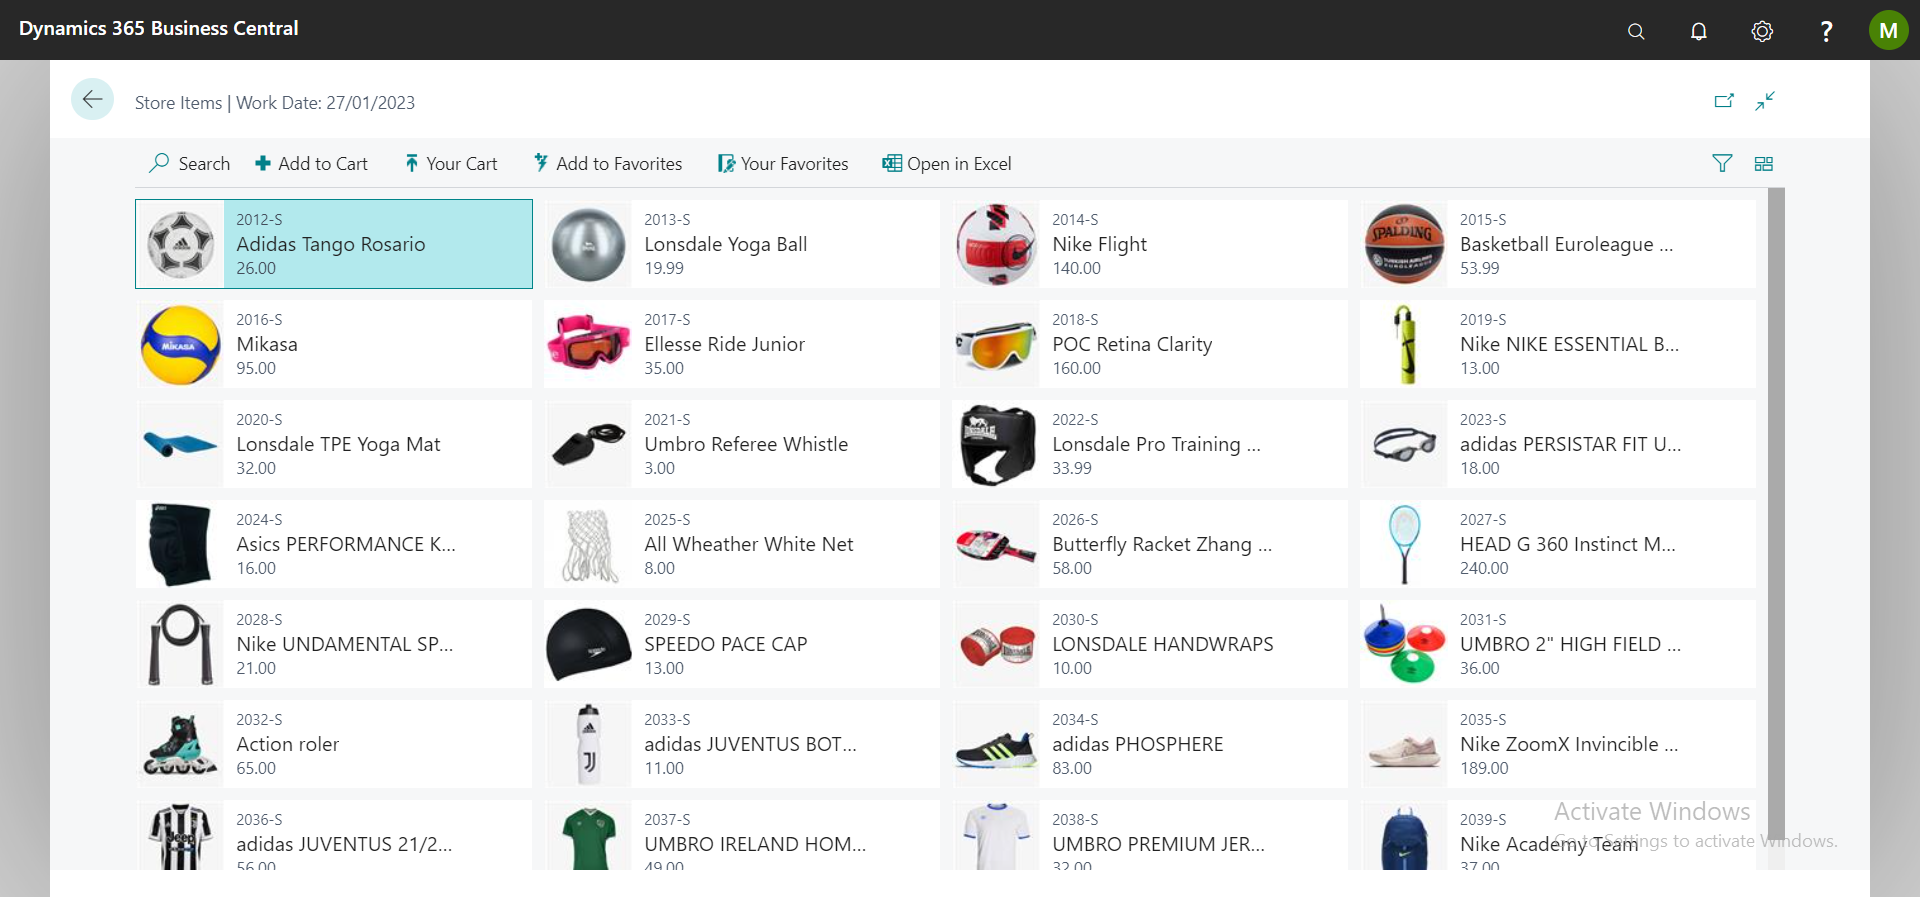 Dynamics 365 Business Central
?
M
Store Items | Work Date: 27/01/2023
Search
Add to Cart
Your Cart
Add to Favorites
Your Favorites
Open in Excel
2012-S
Adidas Tango Rosario
26.00
2013-S
Lonsdale Yoga Ball
19.99
2014-S
Nike Flight
140.00
SPALDING
TURKISH AIRLINES
EUROLEAGUE
2015-S
Basketball Euroleague ...
53.99
MIKASA
2016-S
Mikasa
95.00
2017-S
Ellesse Ride Junior
35.00
2018-S
POC Retina Clarity
160.00
2019-S
Nike NIKE ESSENTIAL B...
13.00
2020-S
Lonsdale TPE Yoga Mat
32.00
2021-S
Umbro Referee Whistle
3.00
LONSDALE
2022-S
Lonsdale Pro Training ...
33.99
2023-S
adidas PERSISTAR FIT U...
18.00
2024-S
Asics PERFORMANCE K...
16.00
2025-S
All Wheather White Net
8.00
2026-S
Butterfly Racket Zhang ...
58.00
2027-S
HEAD G 360 Instinct M...
240.00
2028-S
Nike UNDAMENTAL SP...
21.00
2029-S
SPEEDO PACE CAP
13.00
2030-S
LONSDALE HANDWRAPS
10.00
2031-S
UMBRO 2" HIGH FIELD ...
36.00
2032-S
Action roler
65.00
2033-S
adidas JUVENTUS BOT...
11.00
2034-S
adidas PHOSPHERE
83.00
2035-S
Nike ZoomX Invincible ...
189.00
Jeep
2036-S
adidas JUVENTUS 21/2...
56.00
2037-S
UMBRO IRELAND HOM...
49.00
2038-S
UMBRO PREMIUM JER...
32.00
2039-S
Nike Academy Team
37.00
Activate Windows
Go to Settings to activate Windows.